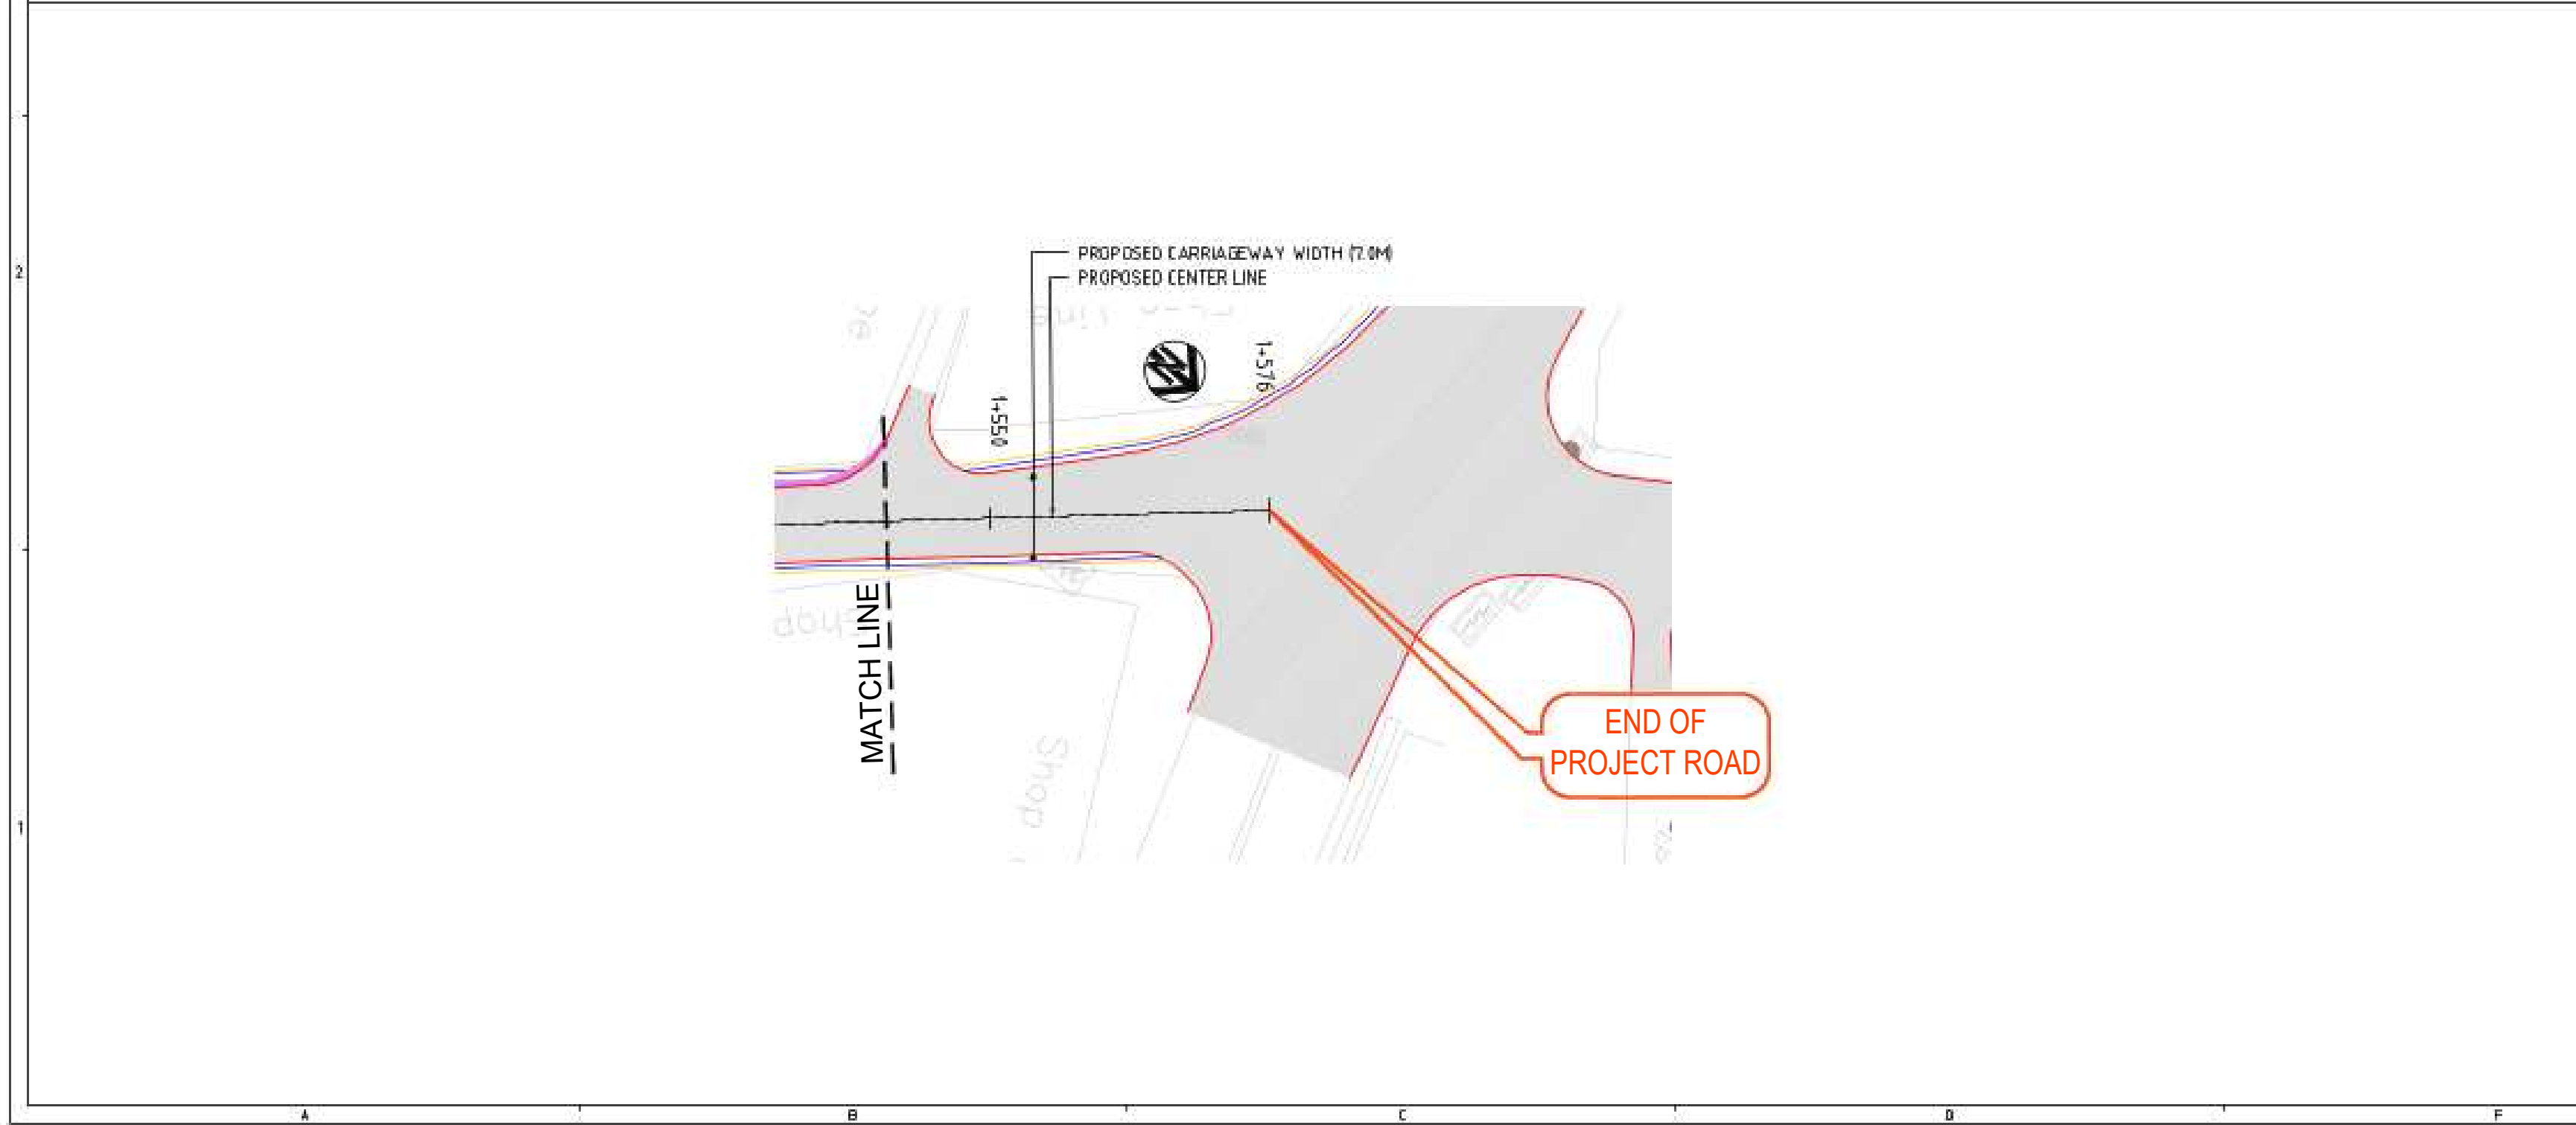 PROPOSED CARRIAGEWAY WIDTH (7.0M)
PROPOSED CENTER LINE
1+550
1+576
MATCH LINE
Shop
Shop
END OF
PROJECT ROAD
2
1
A
B
C
D
F